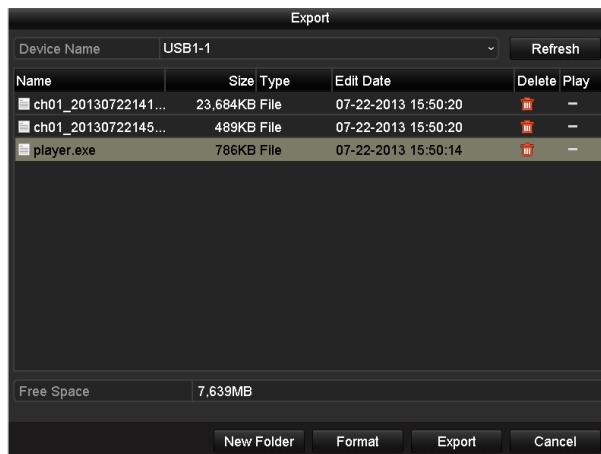 Export
Device Name USB1-1 Refresh
Name Size Type Edit Date Delete Play
ch01_20130722141... 23,684KB File 07-22-2013 15:50:20
ch01_20130722145... 489KB File 07-22-2013 15:50:20
player.exe 786KB File 07-22-2013 15:50:14
Free Space 7,639MB
New Folder Format Export Cancel